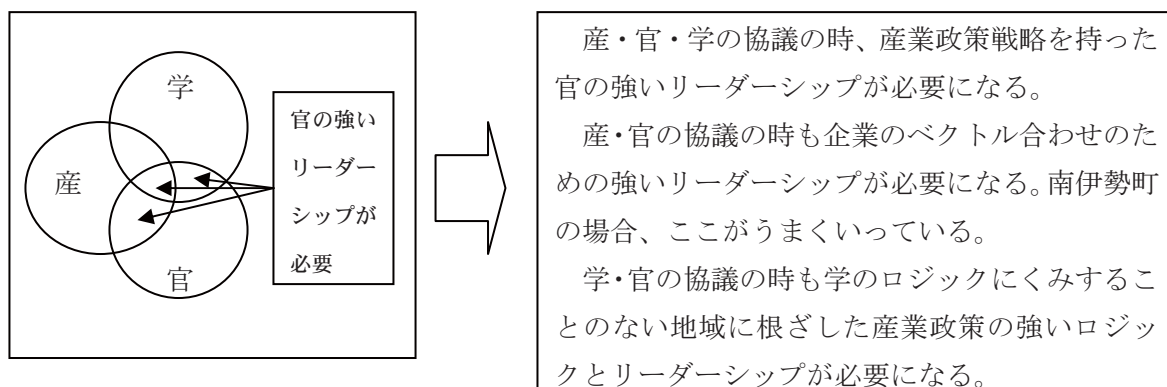 学
産
官
官の強い
リーダー
シップが
必要
産・官・学の協議の時、産業政策戦略を持った
官の強いリーダーシップが必要になる。
産・官の協議の時も企業のベクトル合わせのた
めの強いリーダーシップが必要になる。南伊勢町
の場合、ここがうまくいっている。
学・官の協議の時も学のロジックにくみするこ
とのない地域に根ざした産業政策の強いロジッ
クとリーダーシップが必要になる。